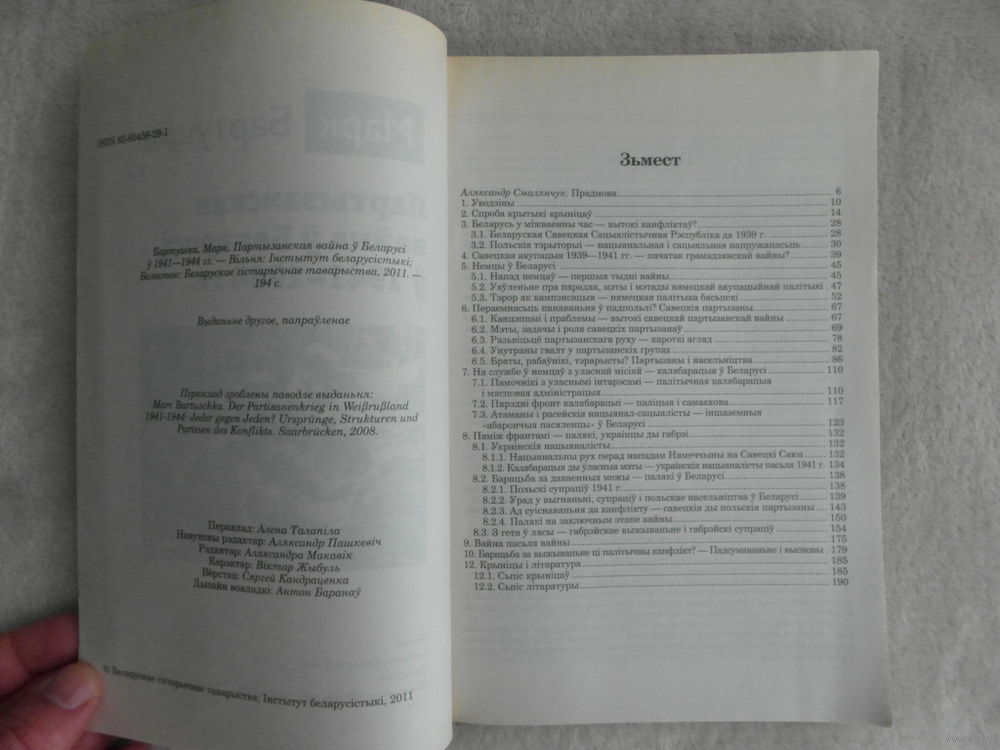 ISBN 83-60456-28-1
Бартушка, Марк. Партызанская вайна ў Беларусі
ў 1941—1944 гг. — Вільня: Інстытут беларусістыкі;
Беласток: Беларускае гістарычнае таварыства, 2011. —
194 с.
Выданьне другое, папраўленае
Пераклад зроблены паводле выданьня:
Marc Bartuschka. Der Partisanenkrieg in Weißrußland
1941-1944: Jeder gegen Jeden? Ursprünge, Strukturen und
Parteien des Konflikts. Saarbrücken, 2008.
Пераклад: Алена Талапіла
Навуковы рэдактар: Аляксандр Пашкевіч
Рэдактар: Аляксандра Макавік
Карэктар: Віктар Жыбуль
Вёрстка: Сяргей Кандраценка
Дызайн вокладкі: Антон Баранаў
© Беларускае гістарычнае таварыства; Інстытут беларусістыкі, 2011
Зьмест
Аляксандр Смалянчук. Прадмова 6
1. Уводзіны 10
2. Спроба крытыкі крыніцаў 14
3. Беларусь у міжваенны час — вытокі канфліктаў? 28
3.1. Беларуская Савецкая Сацыялістычная Рэспубліка да 1939 г. 28
3.2. Польскія тэрыторыі — нацыянальная і сацыяльная напружанасьць 30
4. Савецкая акупацыя 1939—1941 гг. — пачатак грамадзянскай вайны? 39
5. Немцы ў Беларусі 45
5.1. Напад немцаў — першыя тыдні вайны 45
5.2. Уяўленьне пра парадак, мэты і мэтады нямецкай акупацыйнай палітыкі 47
5.3. Тэрор як кампэнсацыя — нямецкая палітыка бясьпекі 52
6. Пераемнасьць панаваньня ў падпольлі? Савецкія партызаны 67
6.1. Канцэпцыі і праблемы — вытокі савецкай партызанскай вайны 67
6.2. Мэты, задачы і роля савецкіх партызанаў 69
6.3. Разьвіцьцё партызанскага руху — кароткі агляд 78
6.4. Унутраны гвалт у партызанскіх групах 82
6.5. Браты, рабаўнікі, тэрарысты? Партызаны і насельніцтва 86
7. На службе ў немцаў з уласнай місіяй — калябарацыя ў Беларусі 110
7.1. Памочнікі з уласнымі інтарэсамі — палітычная калябарацыя
і мясцовая адміністрацыя 110
7.2. Пярэдні фронт калябарацыі — паліцыя і самаахова 117
7.3. Атаманы і расейскія нацыянал-сацыялісты — іншаземныя
«абарончыя пасяленцы» ў Беларусі 123
8. Паміж франтамі — палякі, украінцы ды габрэі 132
8.1. Украінскія нацыяналісты 132
8.1.1. Нацыянальны рух перад нападам Нямеччыны на Савецкі Саюз 132
8.1.2. Калябарацыя ды ўласныя мэты — украінскія нацыяналісты пасьля 1941 г. 134
8.2. Барацьба за даваенныя межы — палякі ў Беларусі 138
8.2.1. Польскі супраціў 1941 г. 138
8.2.2. Урад у выгнаньні, супраціў і польскае насельніцтва ў Беларусі 139
8.2.3. Ад суіснаваньня да канфлікту — савецкія ды польскія партызаны 143
8.2.4. Палякі на заключным этапе вайны 150
8.3. З гета ў лясы — габрэйскае выжываньне і габрэйскі супраціў 154
9. Вайна пасьля вайны 175
10. Барацьба за выжываньне ці палітычны канфлікт? — Падсумаваньне і высновы 179
12. Крыніцы і літаратура 185
12.1. Сьпіс крыніцаў 185
12.2. Сьпіс літаратуры 190